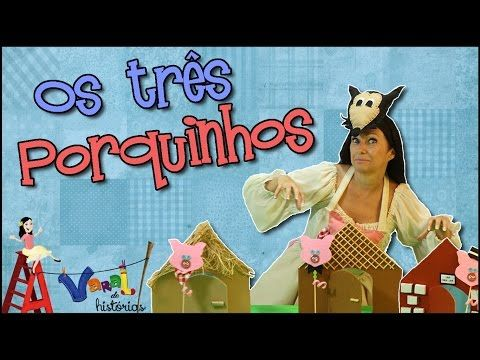 os três
Porquinhos
Varal
de
histórias